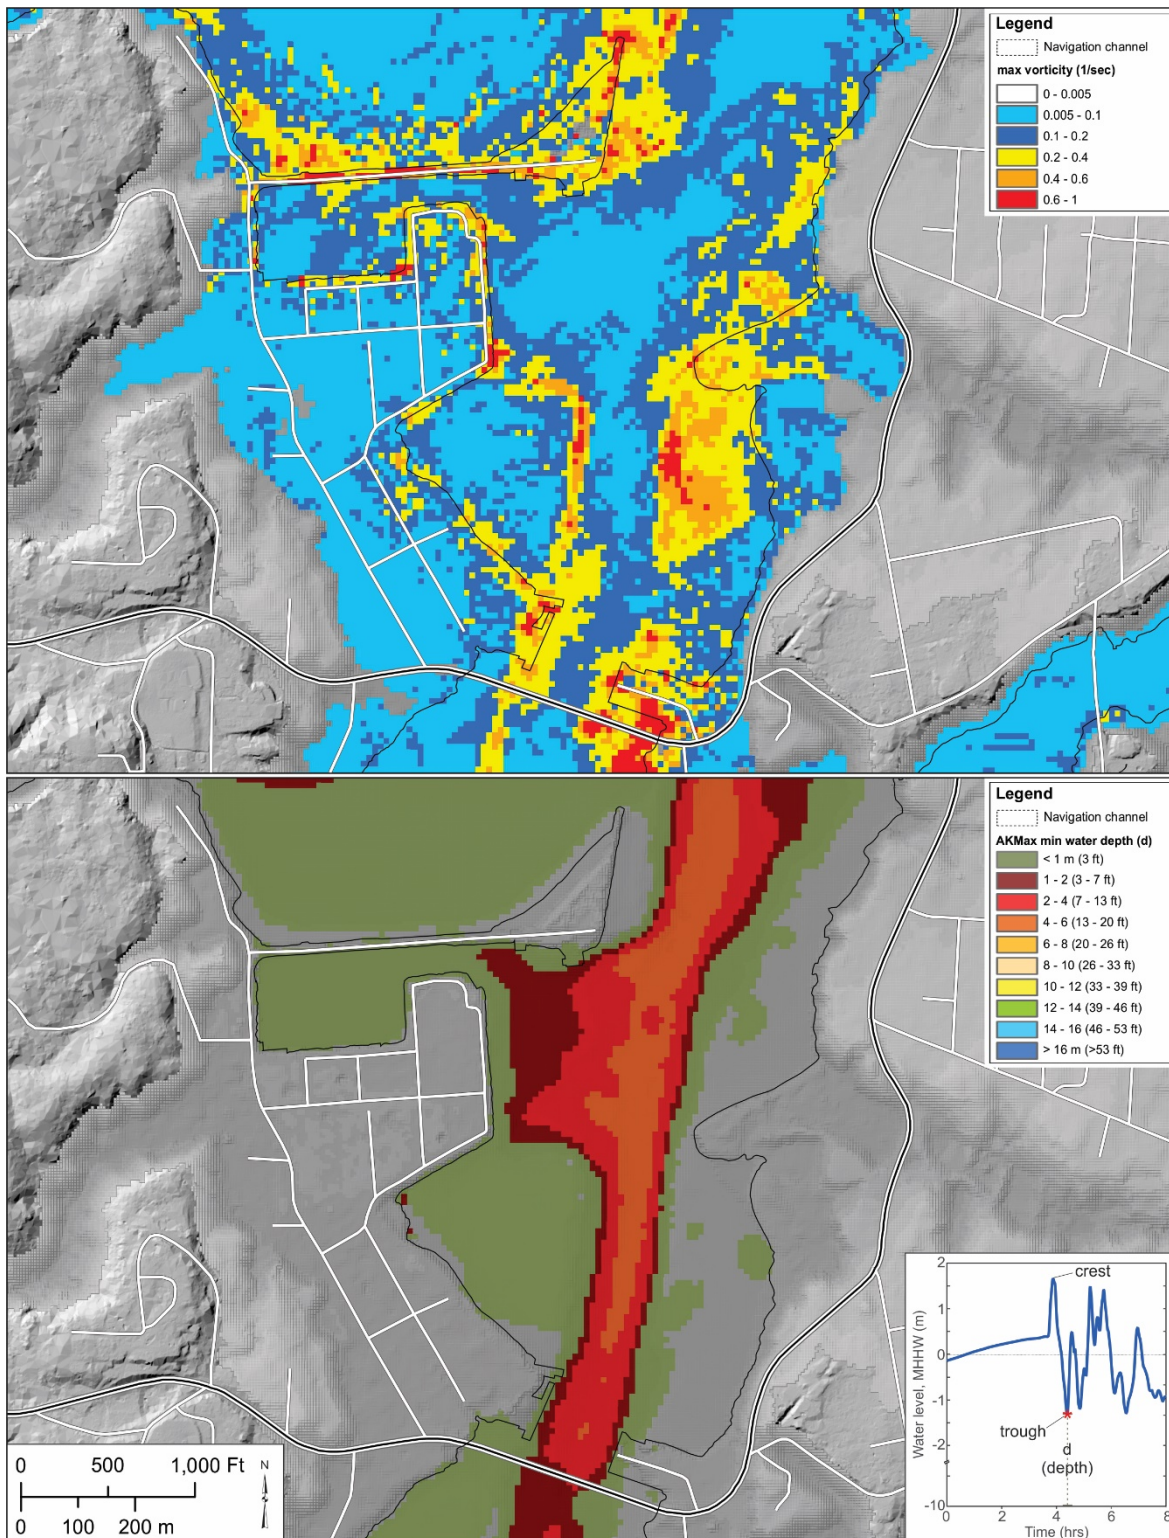 Legend
Navigation channel
max vorticity (1/sec)
0 - 0.005
0.005 - 0.1
0.1 - 0.2
0.2 - 0.4
0.4 - 0.6
0.6 - 1
Legend
Navigation channel
AKMax min water depth (d)
< 1 m (3 ft)
1 - 2 (3 - 7 ft)
2 - 4 (7 - 13 ft)
4 - 6 (13 - 20 ft)
6 - 8 (20 - 26 ft)
8 - 10 (26 - 33 ft)
10 - 12 (33 - 39 ft)
12 - 14 (39 - 46 ft)
14 - 16 (46 - 53 ft)
> 16 m (>53 ft)
0 500 1,000 Ft
0 100 200 m
N
Water level, MHHW (m)
2
1
0
-1
-2
-10
crest
trough
d
(depth)
0 2 4 6 8
Time (hrs)